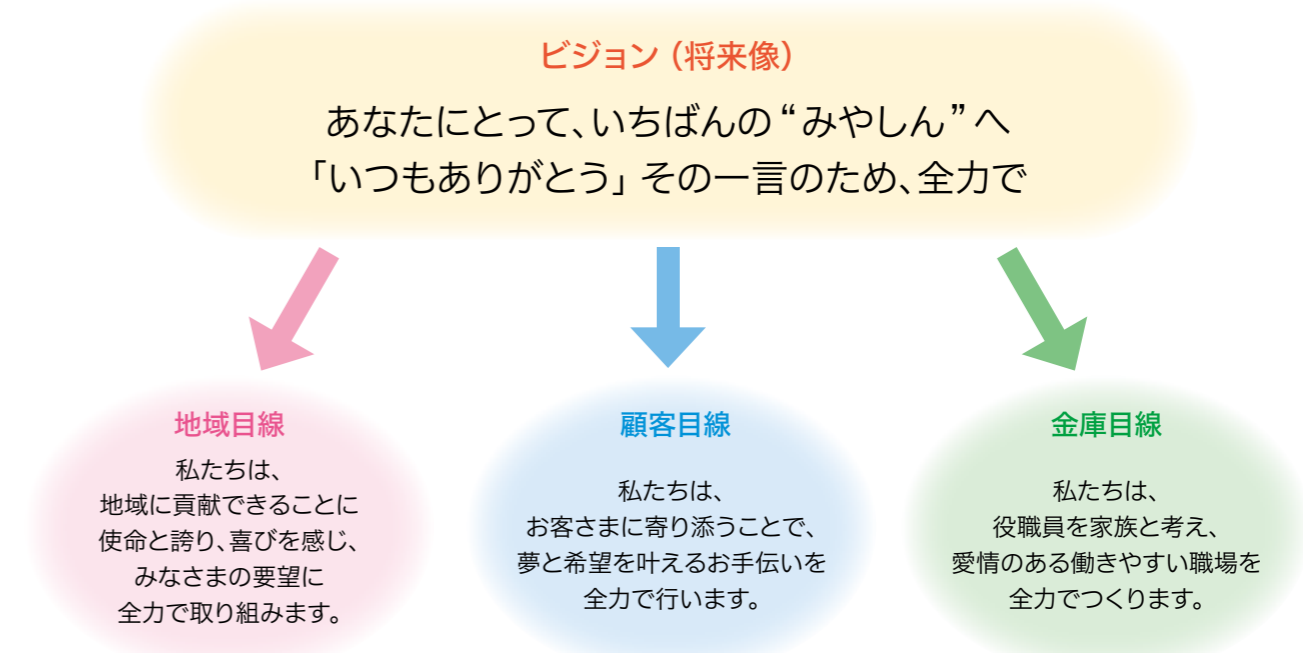 ビジョン（将来像）
あなたにとって、いちばんの“みやしん”へ
「いつもありがとう」その一言のため、全力で
地域目線
私たちは、
地域に貢献できることに
使命と誇り、喜びを感じ、
みなさまの要望に
全力で取り組みます。
顧客目線
私たちは、
お客さまに寄り添うことで、
夢と希望を叶えるお手伝いを
全力で行います。
金庫目線
私たちは、
役職員を家族と考え、
愛情のある働きやすい職場を
全力でつくります。